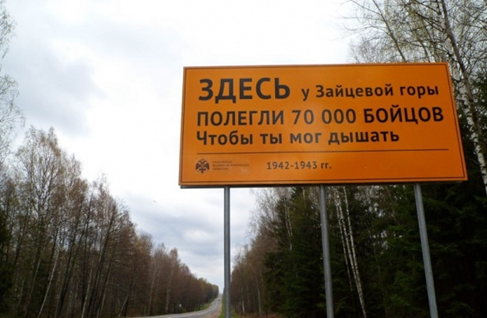 ЗДЕСЬ у Зайцевой горы
ПОЛЕГЛИ 70 000 БОЙЦОВ
Чтобы ты мог дышать
1942-1943 гг.